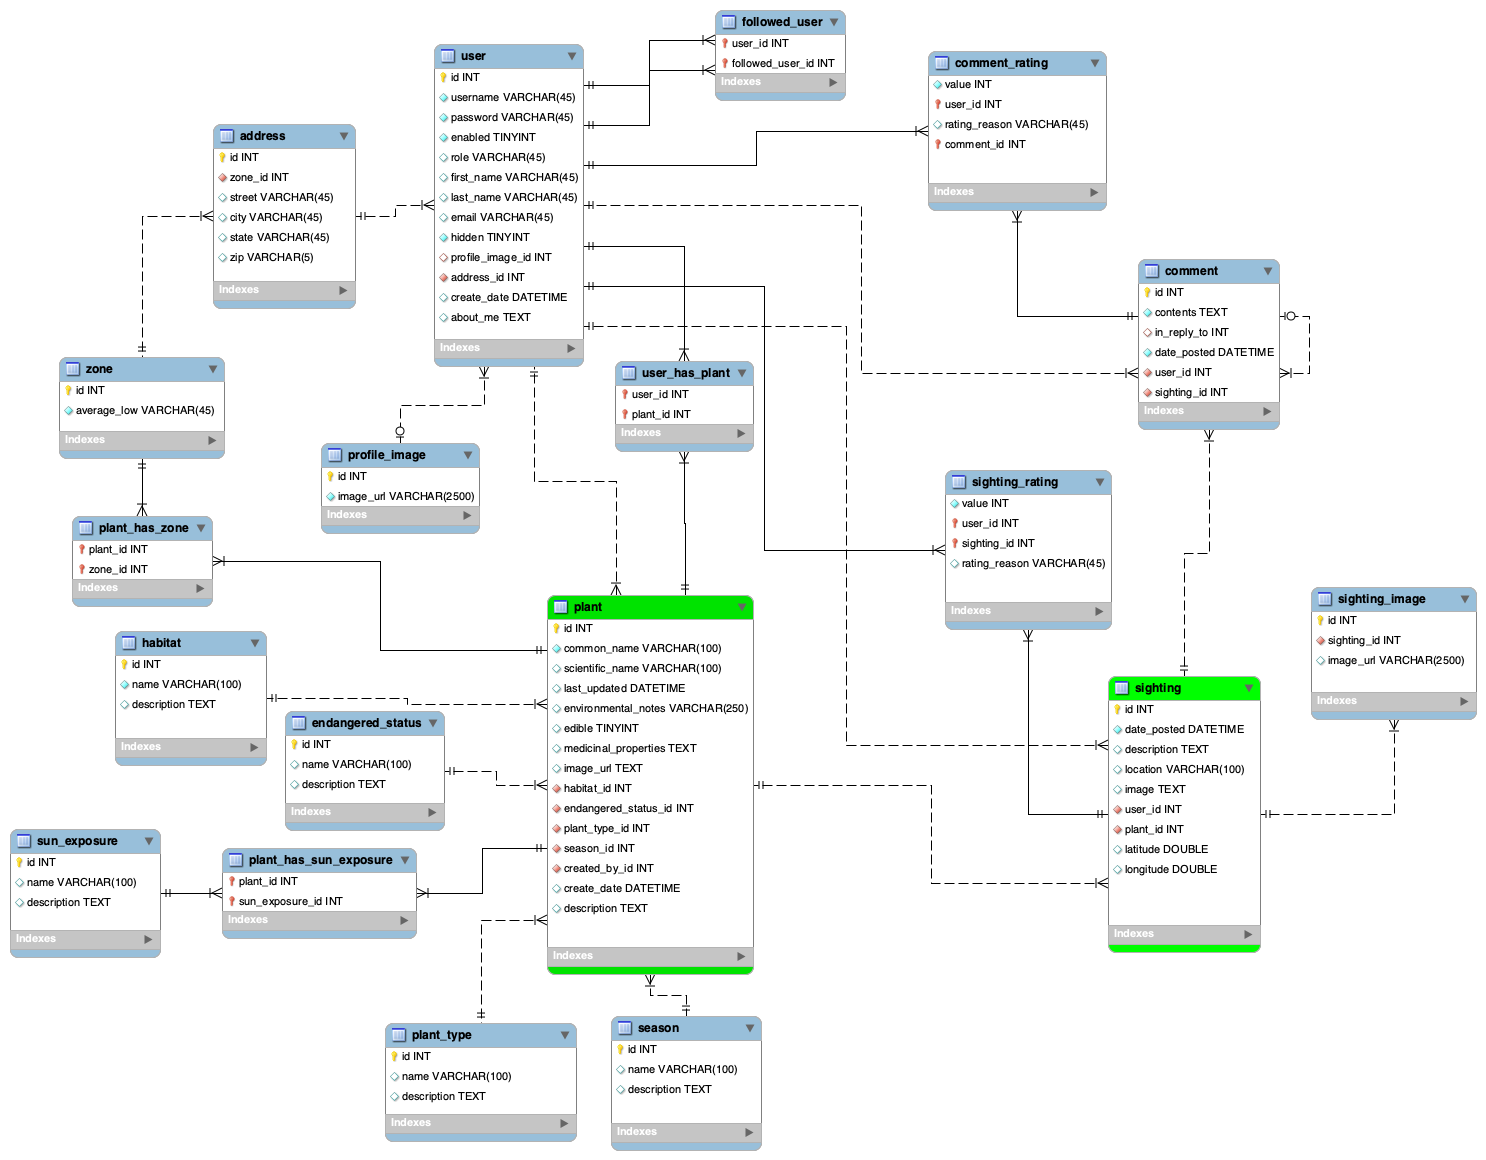 followed_user
user_id INT
followed_user_id INT
Indexes
user
id INT
username VARCHAR(45)
password VARCHAR(45)
enabled TINYINT
role VARCHAR(45)
first_name VARCHAR(45)
last_name VARCHAR(45)
email VARCHAR(45)
hidden TINYINT
profile_image_id INT
address_id INT
create_date DATETIME
about_me TEXT
Indexes
comment_rating
value INT
user_id INT
rating_reason VARCHAR(45)
comment_id INT
Indexes
address
id INT
zone_id INT
street VARCHAR(45)
city VARCHAR(45)
state VARCHAR(45)
zip VARCHAR(5)
Indexes
comment
id INT
contents TEXT
in_reply_to INT
date_posted DATETIME
user_id INT
sighting_id INT
Indexes
zone
id INT
average_low VARCHAR(45)
Indexes
user_has_plant
user_id INT
plant_id INT
Indexes
profile_image
id INT
image_url VARCHAR(2500)
Indexes
sighting_rating
value INT
user_id INT
sighting_id INT
rating_reason VARCHAR(45)
Indexes
plant_has_zone
plant_id INT
zone_id INT
Indexes
sighting_image
id INT
sighting_id INT
image_url VARCHAR(2500)
Indexes
plant
id INT
common_name VARCHAR(100)
scientific_name VARCHAR(100)
last_updated DATETIME
environmental_notes VARCHAR(250)
edible TINYINT
medicinal_properties TEXT
image_url TEXT
habitat_id INT
endangered_status_id INT
plant_type_id INT
season_id INT
created_by_id INT
create_date DATETIME
description TEXT
Indexes
habitat
id INT
name VARCHAR(100)
description TEXT
Indexes
sighting
id INT
date_posted DATETIME
description TEXT
location VARCHAR(100)
image TEXT
user_id INT
plant_id INT
latitude DOUBLE
longitude DOUBLE
Indexes
endangered_status
id INT
name VARCHAR(100)
description TEXT
Indexes
sun_exposure
id INT
name VARCHAR(100)
description TEXT
Indexes
plant_has_sun_exposure
plant_id INT
sun_exposure_id INT
Indexes
plant_type
id INT
name VARCHAR(100)
description TEXT
Indexes
season
id INT
name VARCHAR(100)
description TEXT
Indexes